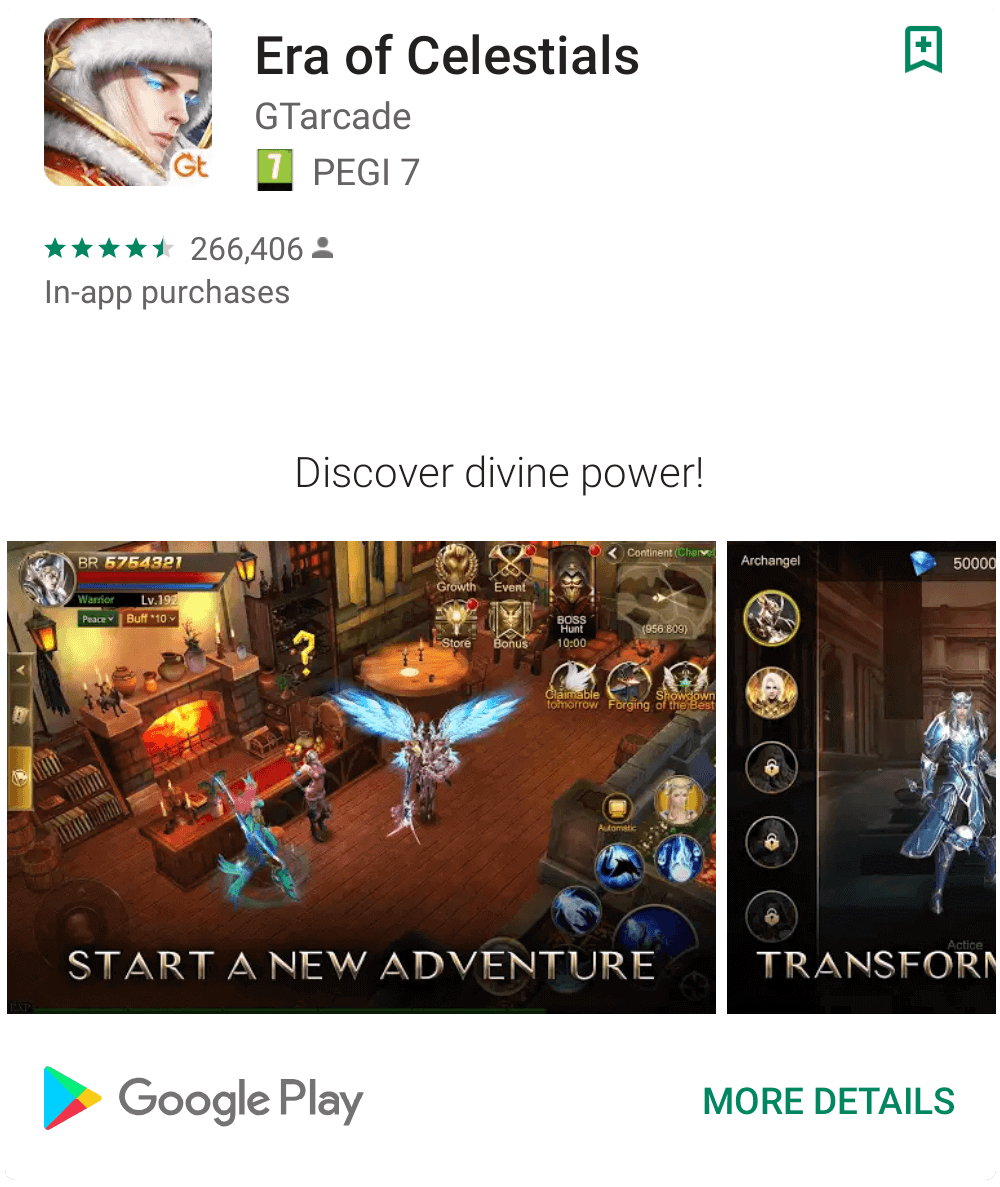 Era of Celestials
GTarcade
7 PEGI 7
Gt
266,406
In-app purchases
Discover divine power!
BR 5754321
Warrior Lv.192
Peace Buff *10
Growth Event
Store Bonus
BOSS
Hunt
10:00
Continent
(956.809)
Claimable
tomorrow
Forging
Showdown
of the Best
Automatic
START A NEW ADVENTURE
Archangel 50000
Actice
TRANSFORM
Google Play
MORE DETAILS